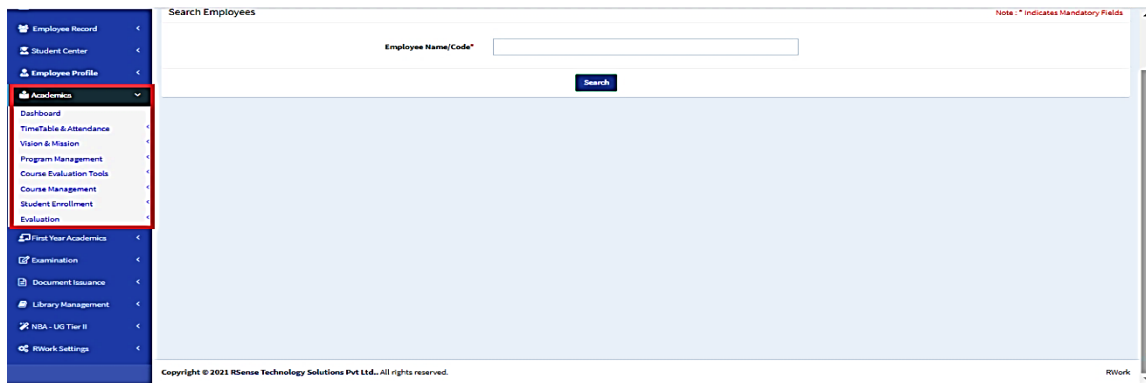 Search Employees
Note : * Indicates Mandatory Fields
Employee Record
Student Center
Employee Name/Code*
Employee Profile
Search
Academics
Dashboard
TimeTable & Attendance
Vision & Mission
Program Management
Course Evaluation Tools
Course Management
Student Enrollment
Evaluation
First Year Academics
Examination
Document Issuance
Library Management
NBA - UG Tier II
RWork Settings
Copyright © 2021 RSense Technology Solutions Pvt Ltd.. All rights reserved.
RWork